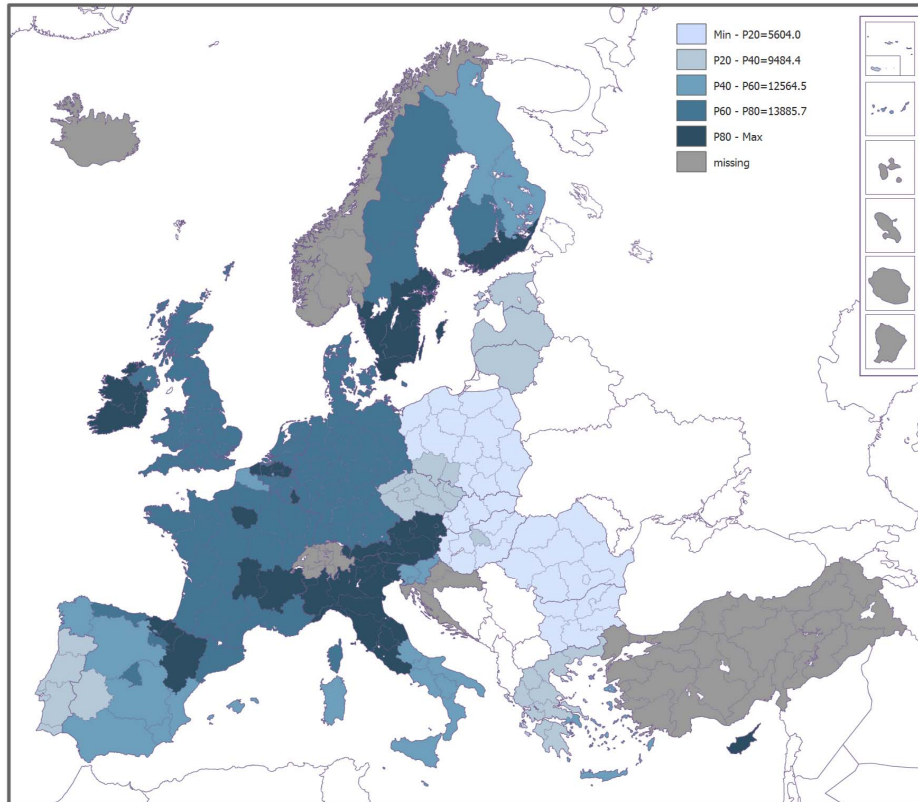 Min - P20=5604.0
P20 - P40=9484.4
P40 - P60=12564.5
P60 - P80=13885.7
P80 - Max
missing